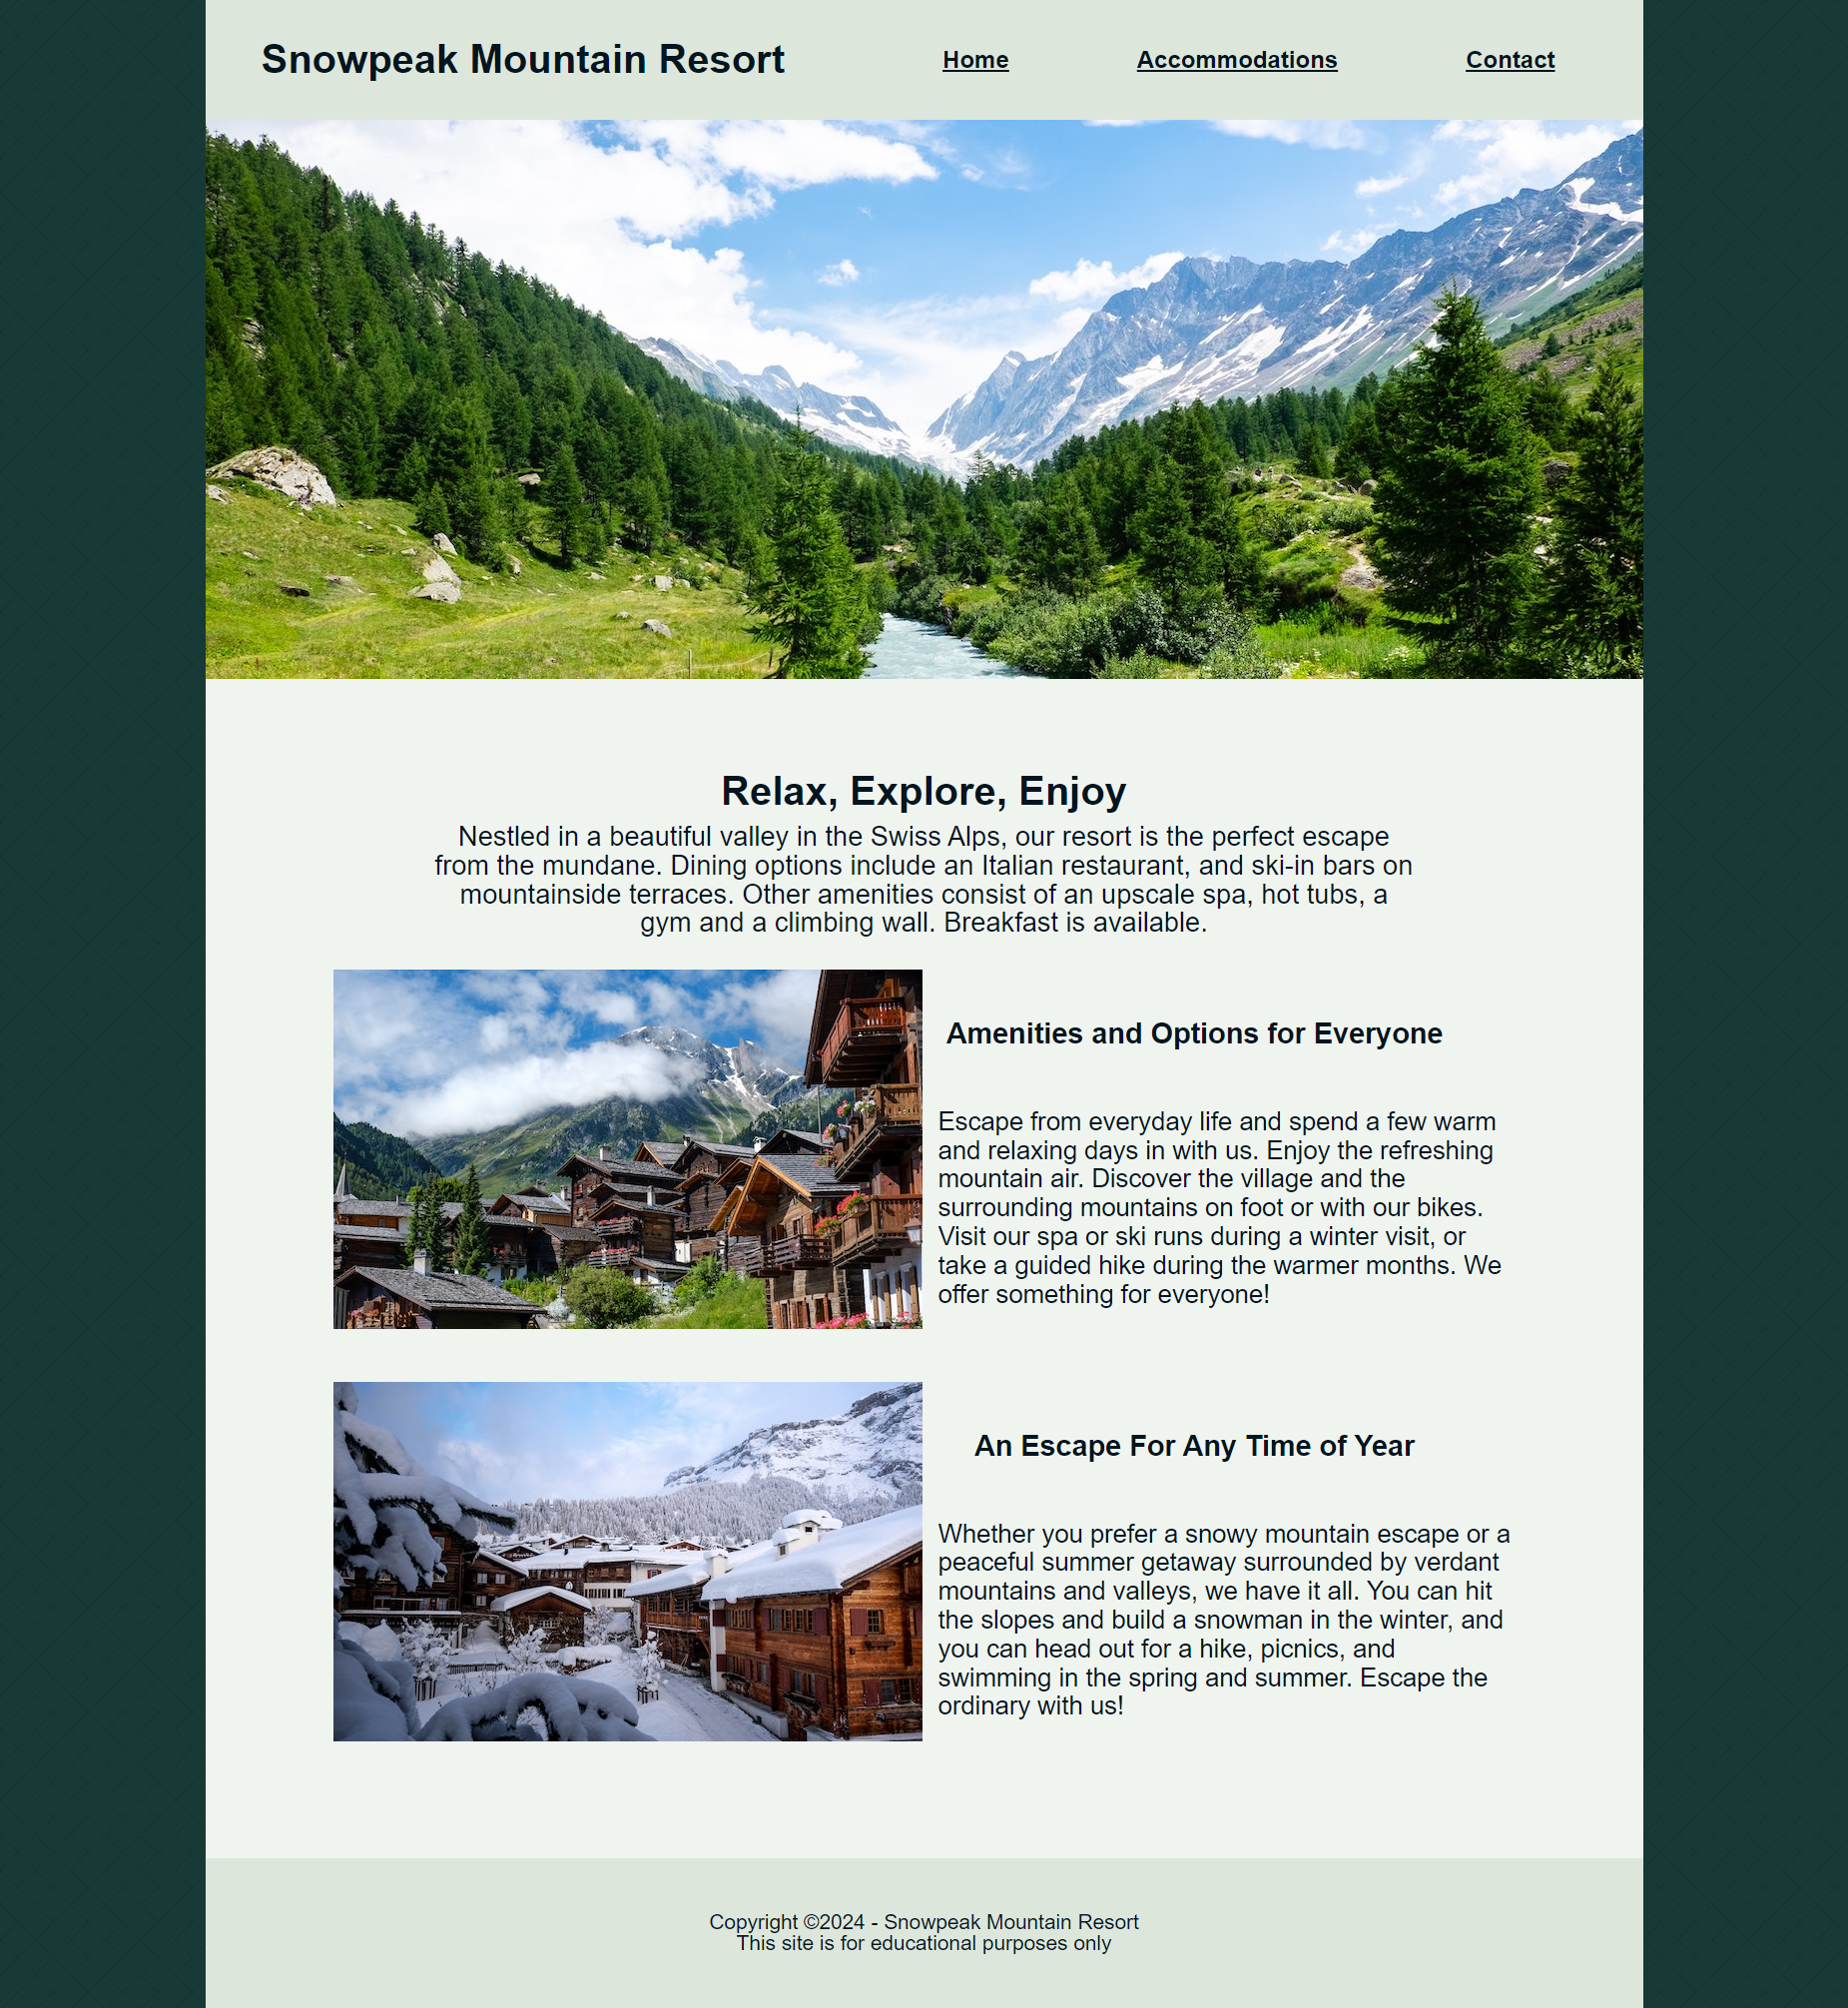 Snowpeak Mountain Resort
Home
Accommodations
Contact
Relax, Explore, Enjoy
Nestled in a beautiful valley in the Swiss Alps, our resort is the perfect escape
from the mundane. Dining options include an Italian restaurant, and ski-in bars on
mountainside terraces. Other amenities consist of an upscale spa, hot tubs, a
gym and a climbing wall. Breakfast is available.
Amenities and Options for Everyone
Escape from everyday life and spend a few warm
and relaxing days in with us. Enjoy the refreshing
mountain air. Discover the village and the
surrounding mountains on foot or with our bikes.
Visit our spa or ski runs during a winter visit, or
take a guided hike during the warmer months. We
offer something for everyone!
An Escape For Any Time of Year
Whether you prefer a snowy mountain escape or a
peaceful summer getaway surrounded by verdant
mountains and valleys, we have it all. You can hit
the slopes and build a snowman in the winter, and
you can head out for a hike, picnics, and
swimming in the spring and summer. Escape the
ordinary with us!
Copyright ©2024 - Snowpeak Mountain Resort
This site is for educational purposes only